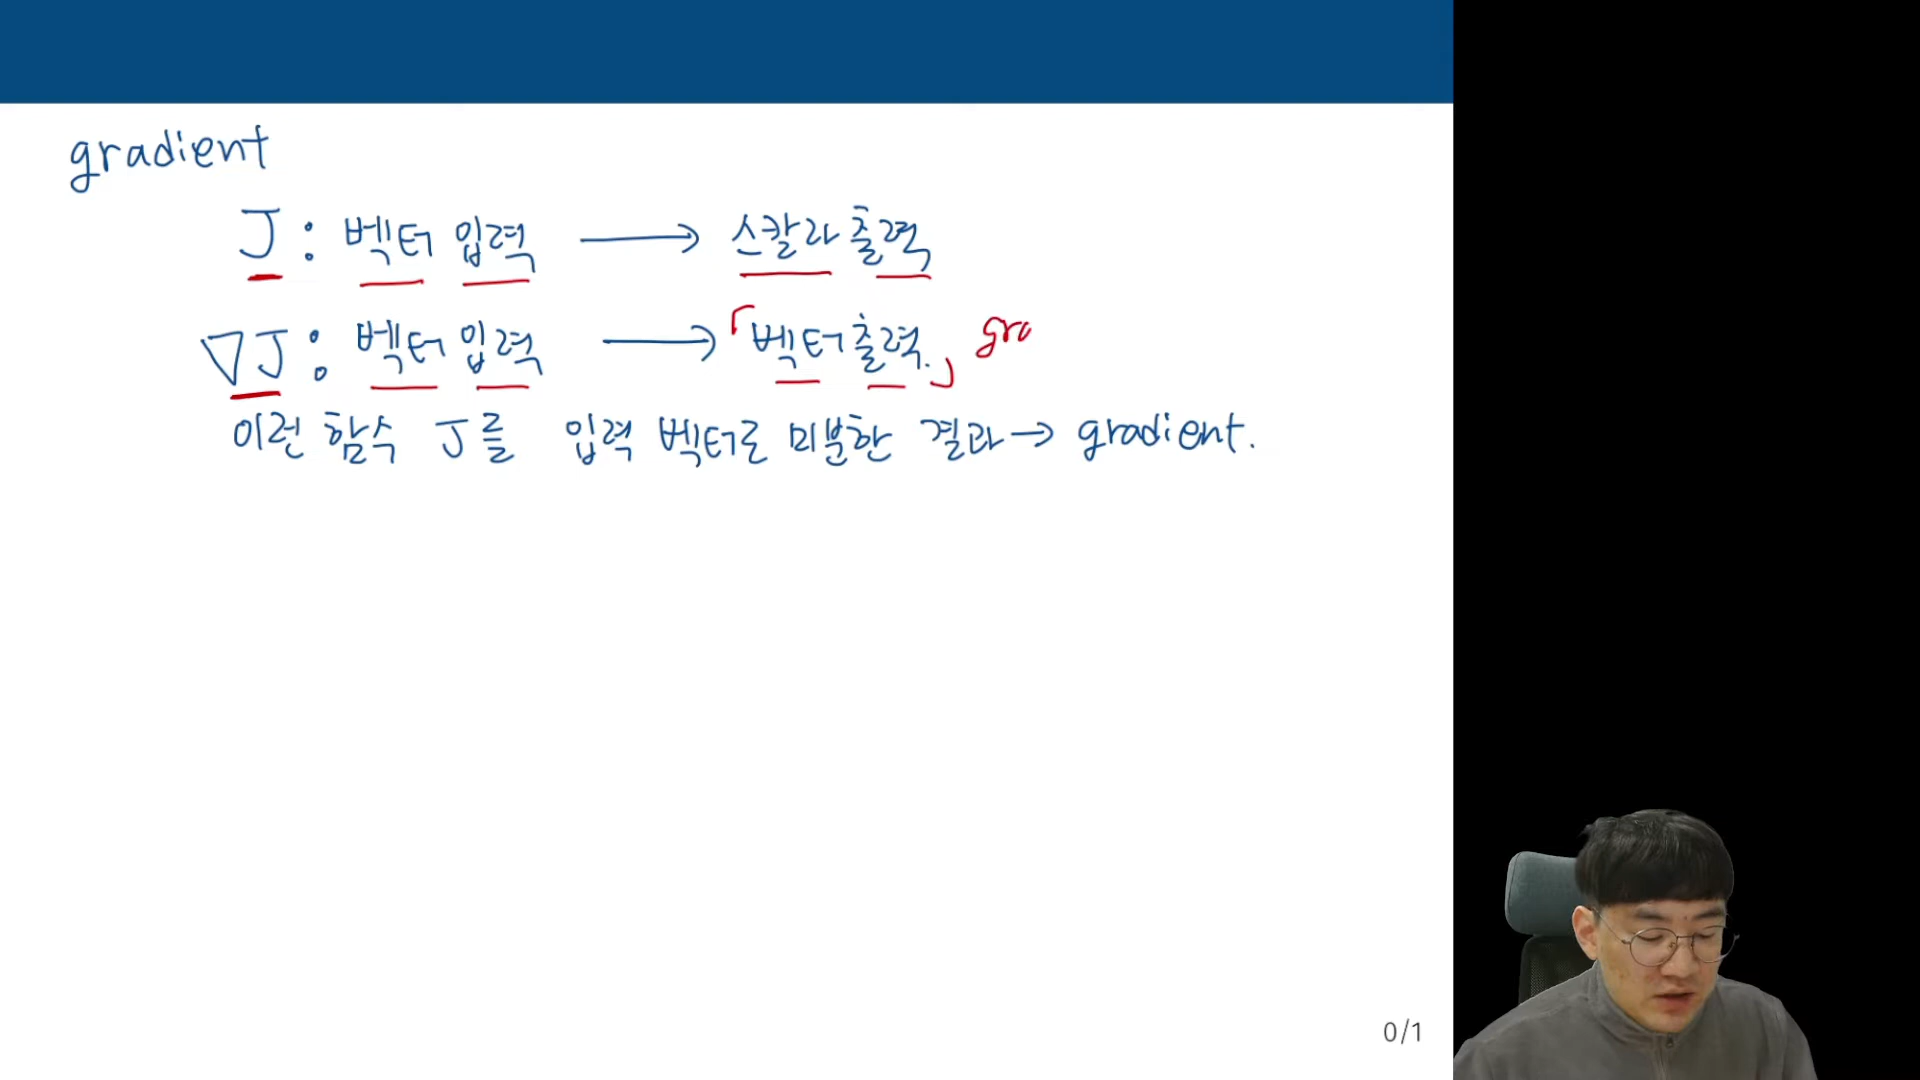 gradient
J : 벡터 입력 → 스칼라 출력
∇J : 벡터 입력 → 「벡터 출력.」 gra
이런 함수 J를 입력 벡터로 미분한 결과 → gradient.
0/1